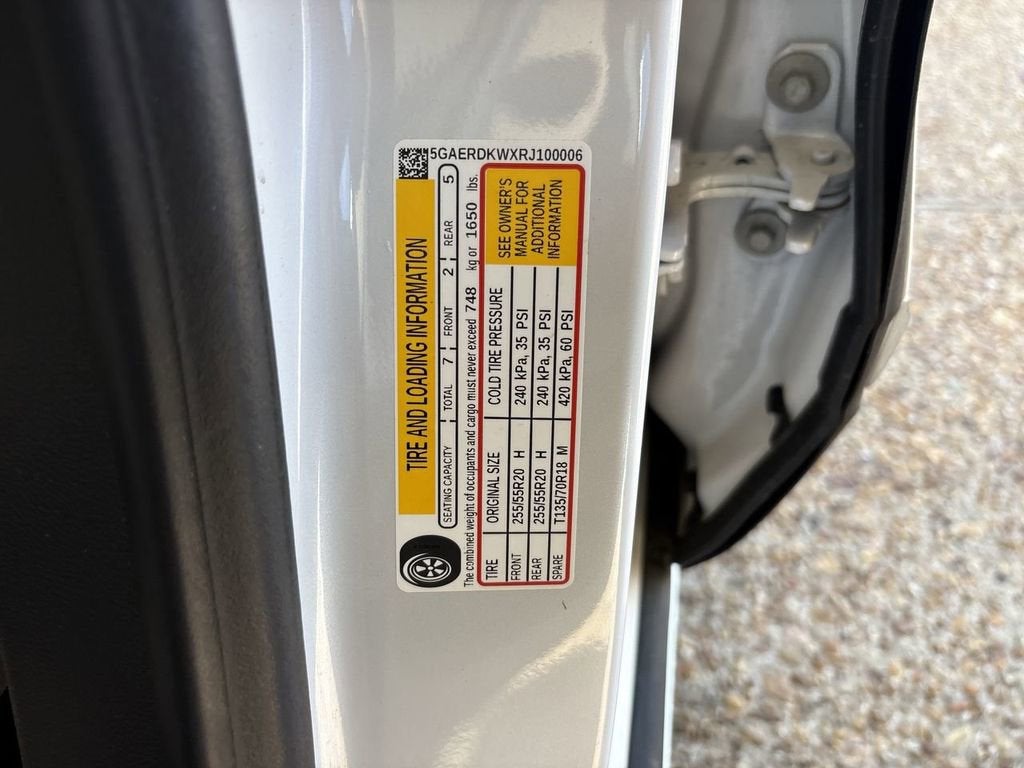 5GAERDKWXRJ100006
TIRE AND LOADING INFORMATION
SEATING CAPACITY TOTAL 7 FRONT 2 REAR 5
The combined weight of occupants and cargo must never exceed 748 kg or 1650 lbs.
TIRE ORIGINAL SIZE COLD TIRE PRESSURE
FRONT 255/55R20 H 240 kPa, 35 PSI
REAR 255/55R20 H 240 kPa, 35 PSI
SPARE T135/70R18 M 420 kPa, 60 PSI
SEE OWNER'S
MANUAL FOR
ADDITIONAL
INFORMATION